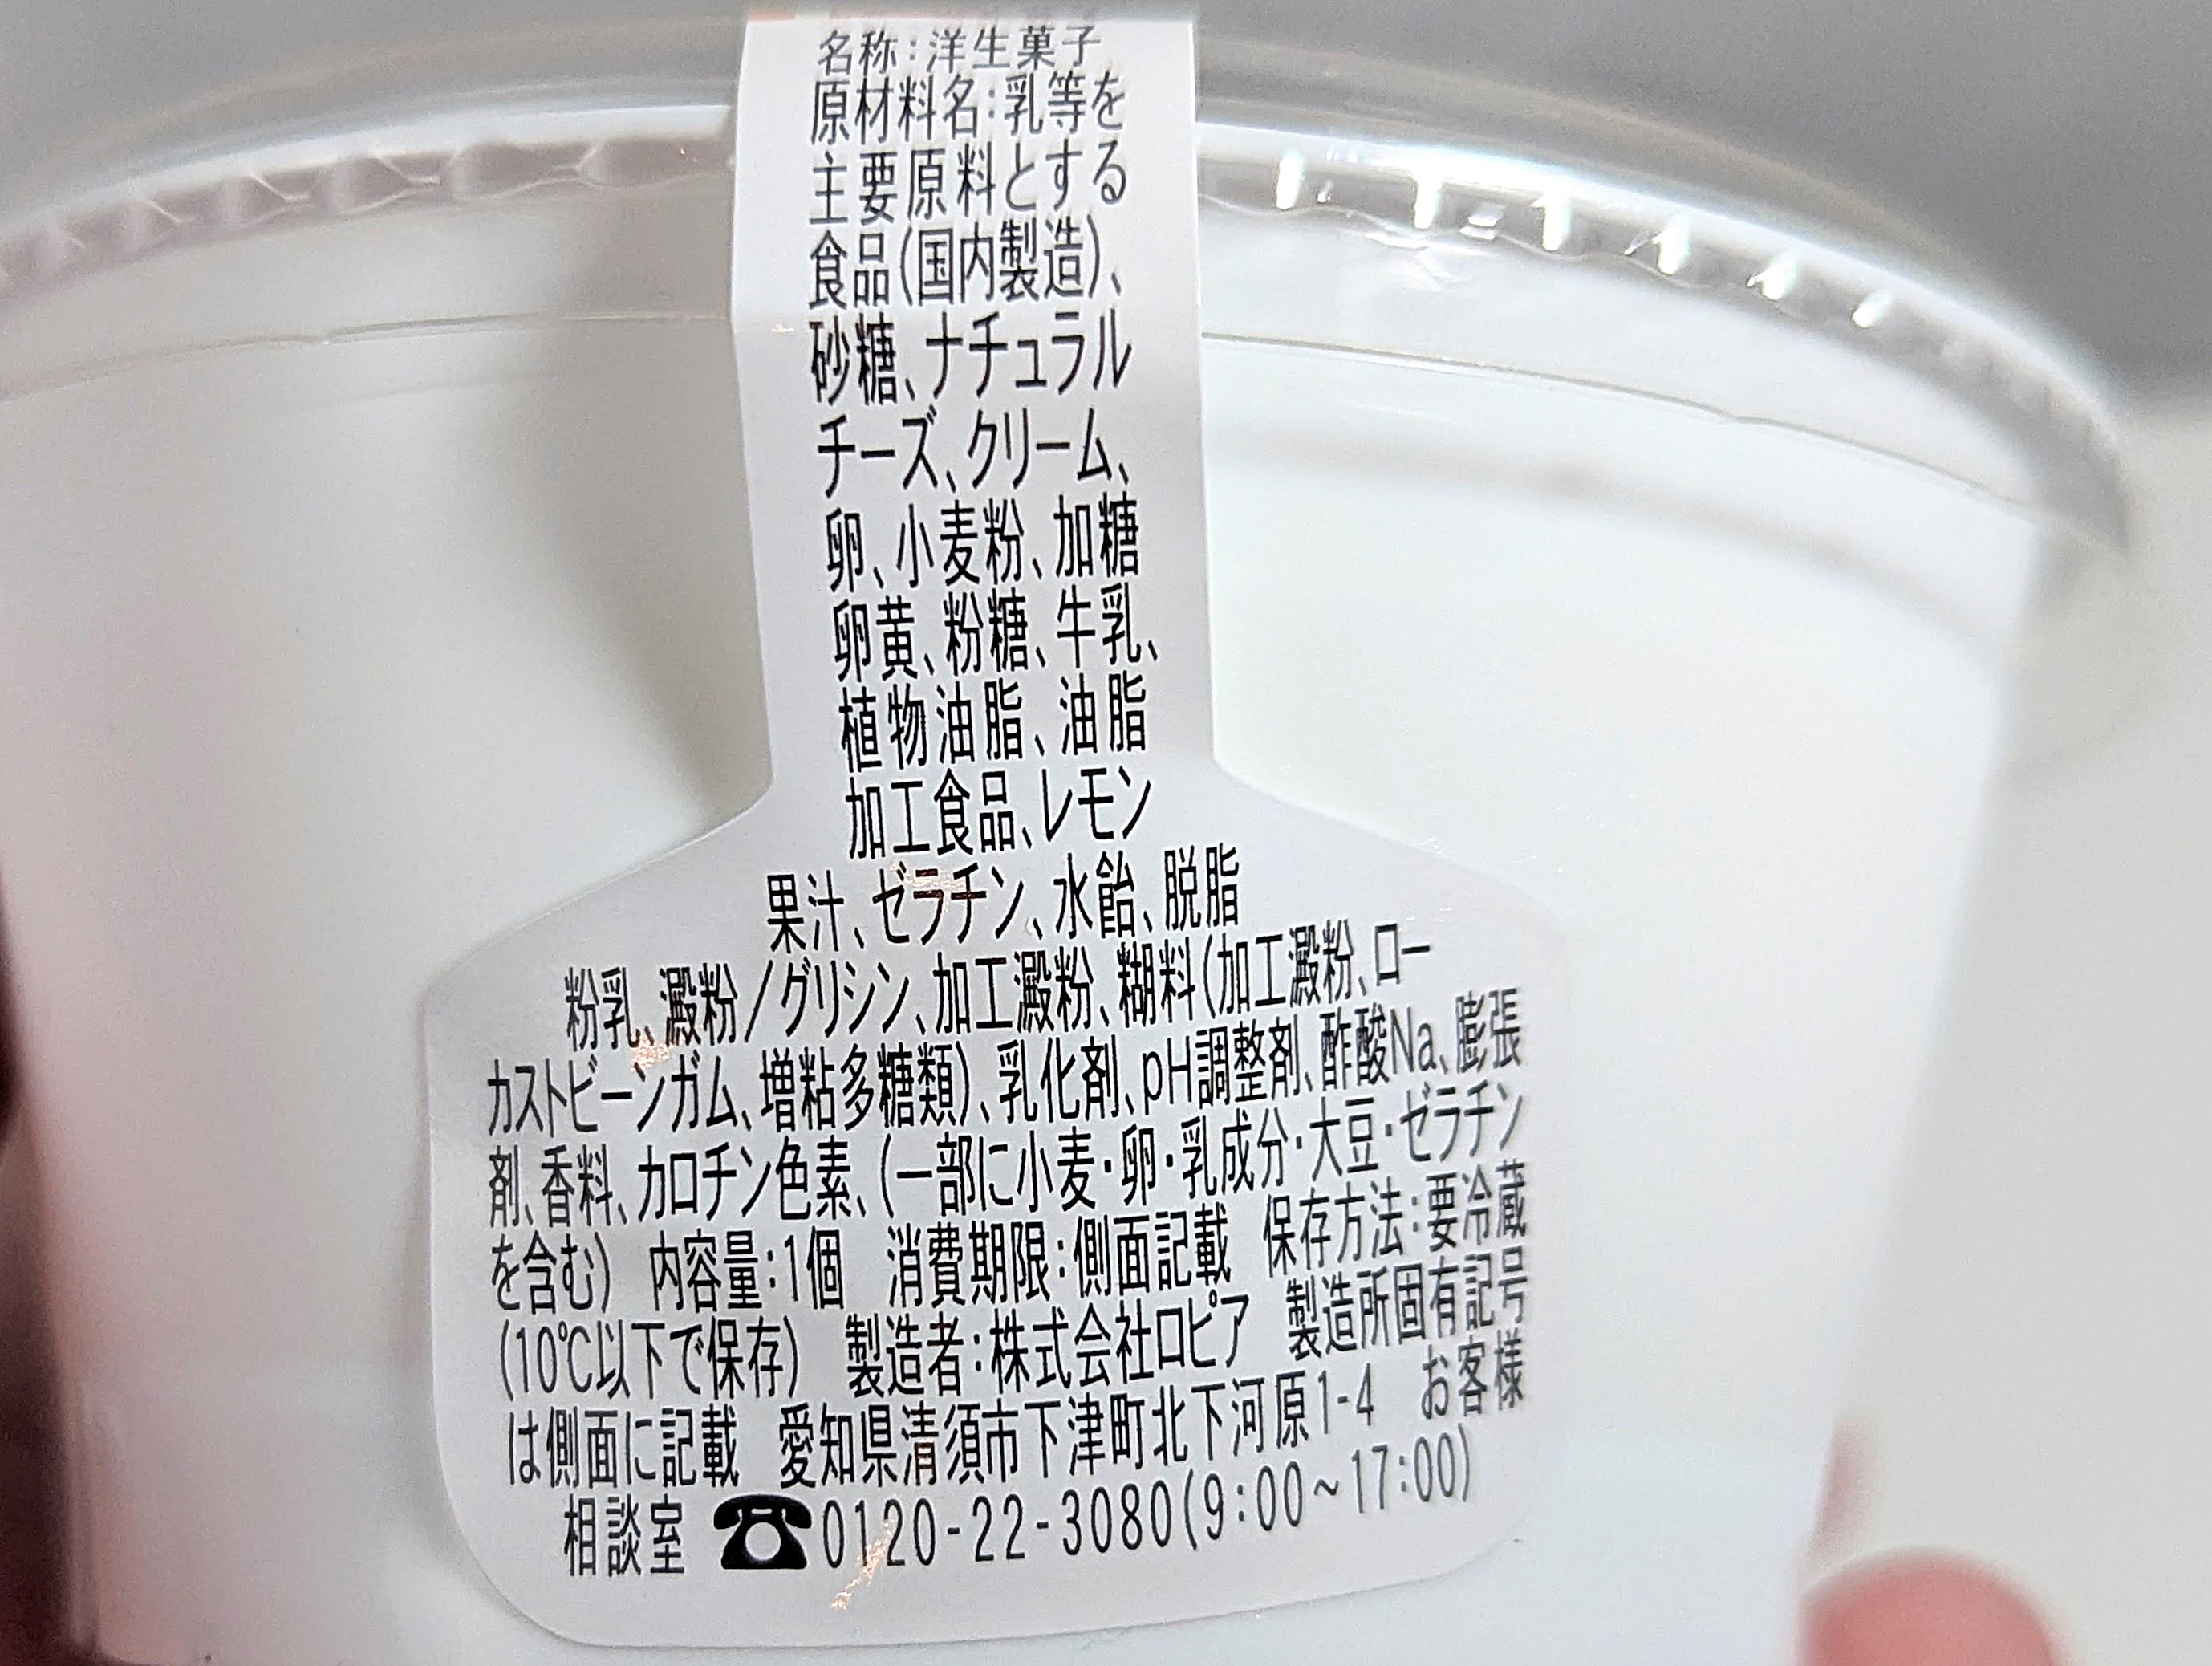 名称:洋生菓子
原材料名:乳等を
主要原料とする
食品(国内製造)、
砂糖、ナチュラル
チーズ、クリーム、
卵、小麦粉、加糖
卵黄、粉糖、牛乳、
植物油脂、油脂
加工食品、レモン
果汁、ゼラチン、水飴、脱脂
粉乳、澱粉/グリシン、加工澱粉、糊料(加工澱粉、ロー
カストビーンガム、増粘多糖類)、乳化剤、pH調整剤、酢酸Na、膨張
剤、香料、カロチン色素、(一部に小麦・卵・乳成分・大豆・ゼラチン
を含む) 内容量:1個 消費期限:側面記載 保存方法:要冷蔵
(10℃以下で保存) 製造者:株式会社ロピア 製造所固有記号
は側面に記載 愛知県清須市下津町北下河原1-4 お客様
相談室 ☎0120-22-3080(9:00~17:00)